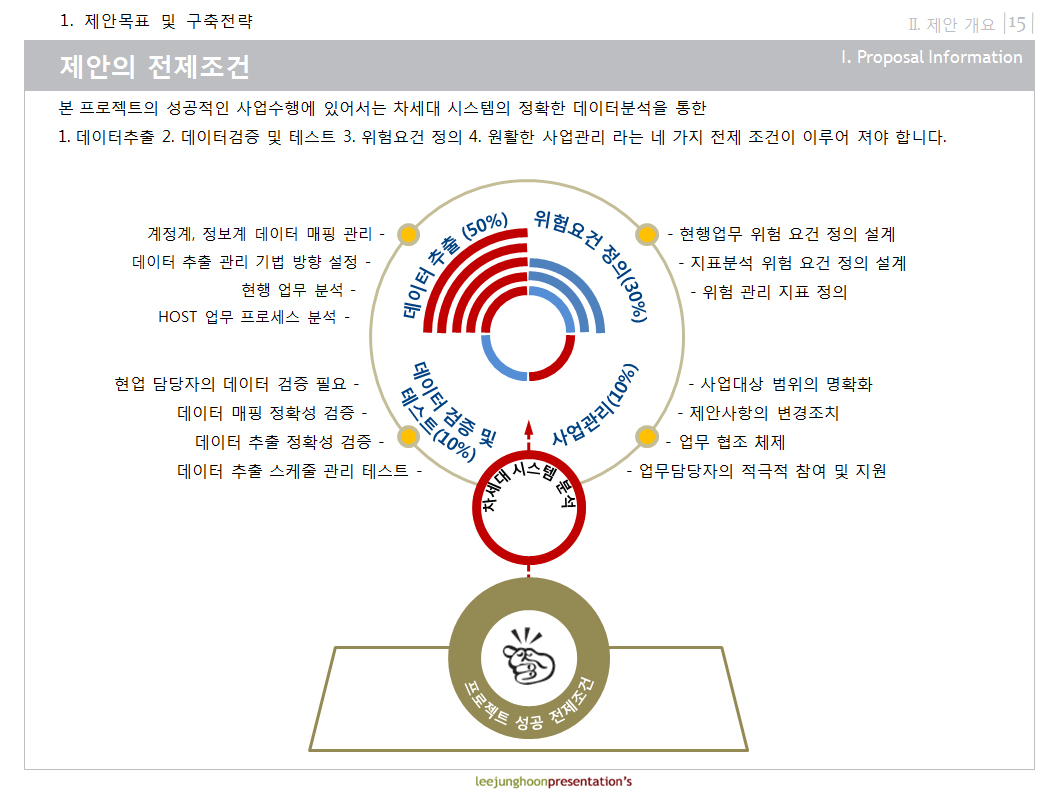 1. 제안목표 및 구축전략
II. 제안 개요 |15|
제안의 전제조건
I. Proposal Information
본 프로젝트의 성공적인 사업수행에 있어서는 차세대 시스템의 정확한 데이터분석을 통한
1. 데이터추출 2. 데이터검증 및 테스트 3. 위험요건 정의 4. 원활한 사업관리 라는 네 가지 전제 조건이 이루어 져야 합니다.
데이터 추출 (50%)
계정계, 정보계 데이터 매핑 관리 -
데이터 추출 관리 기법 방향 설정 -
현행 업무 분석 -
HOST 업무 프로세스 분석 -
위험요건 정의(30%)
- 현행업무 위험 요건 정의 설계
- 지표분석 위험 요건 정의 설계
- 위험 관리 지표 정의
데이터 검증 및
테스트(10%)
현업 담당자의 데이터 검증 필요 -
데이터 매핑 정확성 검증 -
데이터 추출 정확성 검증 -
데이터 추출 스케줄 관리 테스트 -
사업관리(10%)
- 사업대상 범위의 명확화
- 제안사항의 변경조치
- 업무 협조 체제
- 업무담당자의 적극적 참여 및 지원
차세대 시스템 분석
프로젝트 성공 전제조건
leejunghoonpresentation's